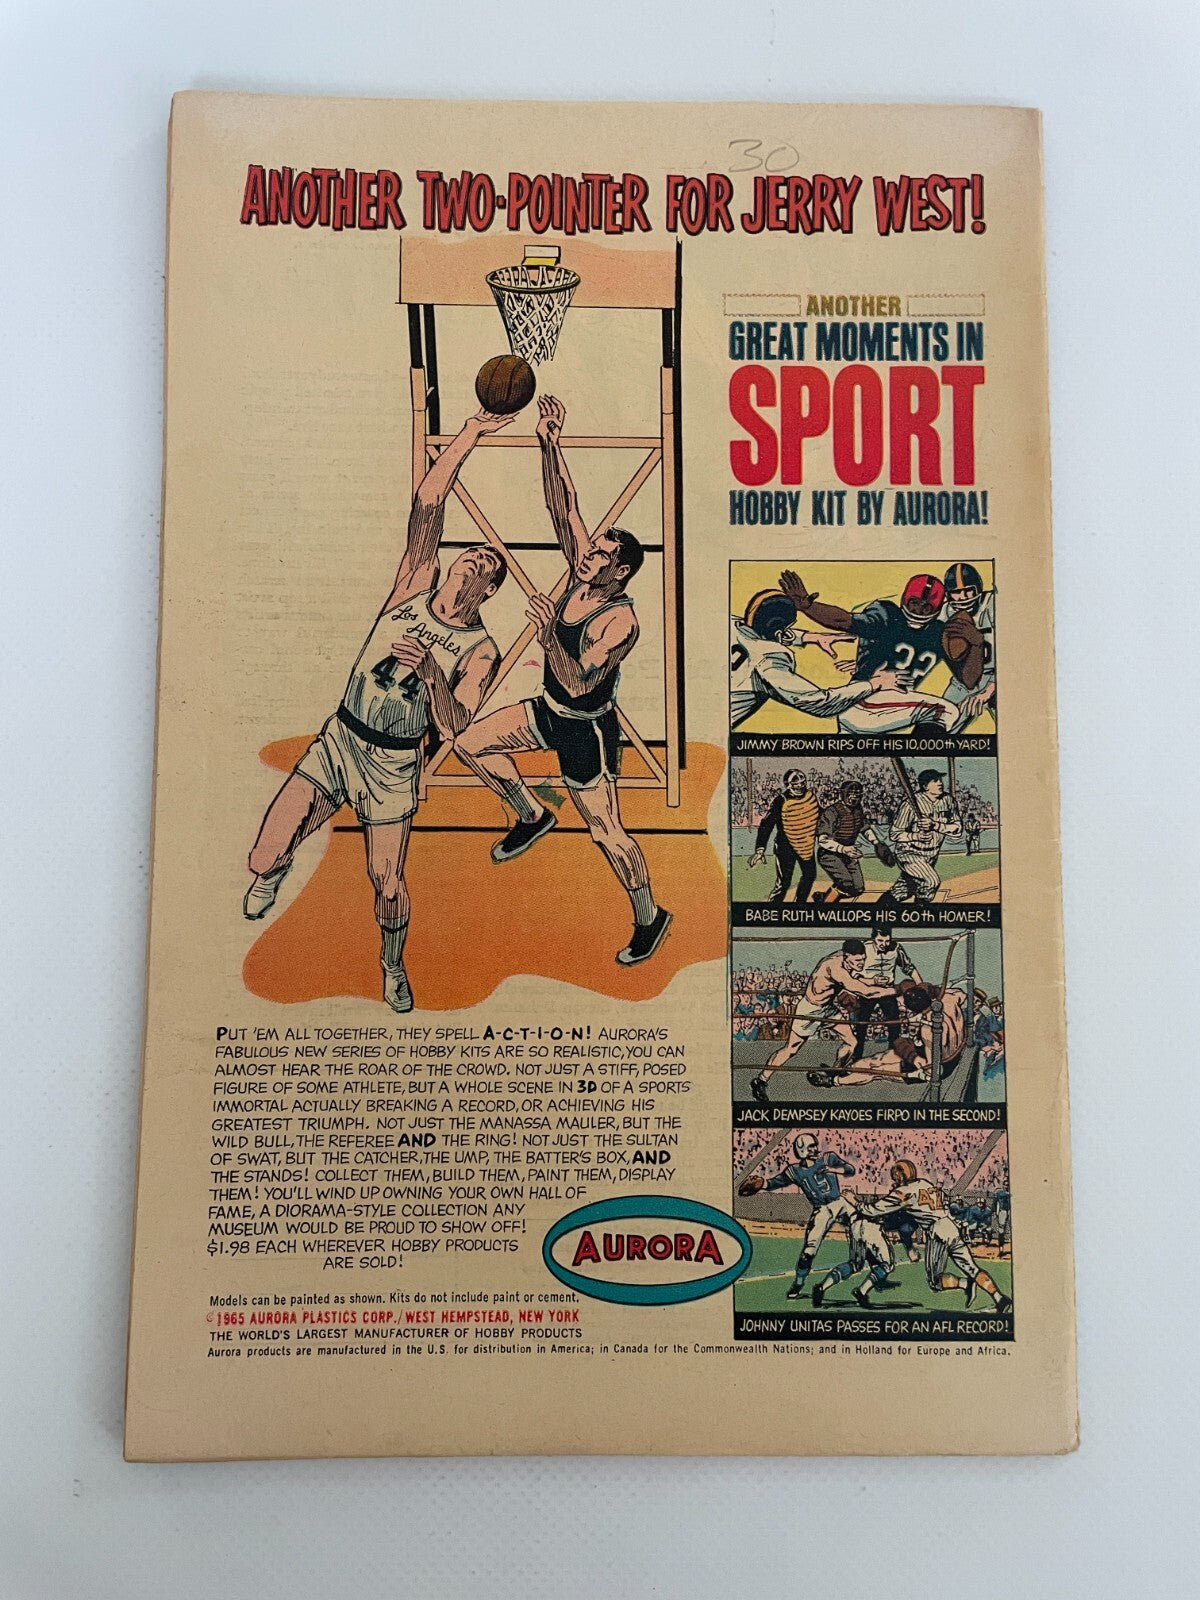 30
ANOTHER TWO-POINTER FOR JERRY WEST!
ANOTHER
GREAT MOMENTS IN
SPORT
HOBBY KIT BY AURORA!
Los
Angeles
44
32
JIMMY BROWN RIPS OFF HIS 10,000th YARD!
BABE RUTH WALLOPS HIS 60th HOMER!
JACK DEMPSEY KAYOES FIRPO IN THE SECOND!
19
JOHNNY UNITAS PASSES FOR AN AFL RECORD!
PUT 'EM ALL TOGETHER, THEY SPELL A-C-T-I-O-N! AURORA'S
FABULOUS NEW SERIES OF HOBBY KITS ARE SO REALISTIC, YOU CAN
ALMOST HEAR THE ROAR OF THE CROWD. NOT JUST A STIFF, POSED
FIGURE OF SOME ATHLETE, BUT A WHOLE SCENE IN 3D OF A SPORTS
IMMORTAL ACTUALLY BREAKING A RECORD, OR ACHIEVING HIS
GREATEST TRIUMPH. NOT JUST THE MANASSA MAULER, BUT THE
WILD BULL, THE REFEREE AND THE RING! NOT JUST THE SULTAN
OF SWAT, BUT THE CATCHER, THE UMP, THE BATTER'S BOX, AND
THE STANDS! COLLECT THEM, BUILD THEM, PAINT THEM, DISPLAY
THEM! YOU'LL WIND UP OWNING YOUR OWN HALL OF
FAME, A DIORAMA-STYLE COLLECTION ANY
MUSEUM WOULD BE PROUD TO SHOW OFF!
$1.98 EACH WHEREVER HOBBY PRODUCTS
ARE SOLD!
AURORA
Models can be painted as shown. Kits do not include paint or cement.
©1965 AURORA PLASTICS CORP./WEST HEMPSTEAD, NEW YORK
THE WORLD'S LARGEST MANUFACTURER OF HOBBY PRODUCTS
Aurora products are manufactured in the U.S. for distribution in America; in Canada for the Commonwealth Nations; and in Holland for Europe and Africa.